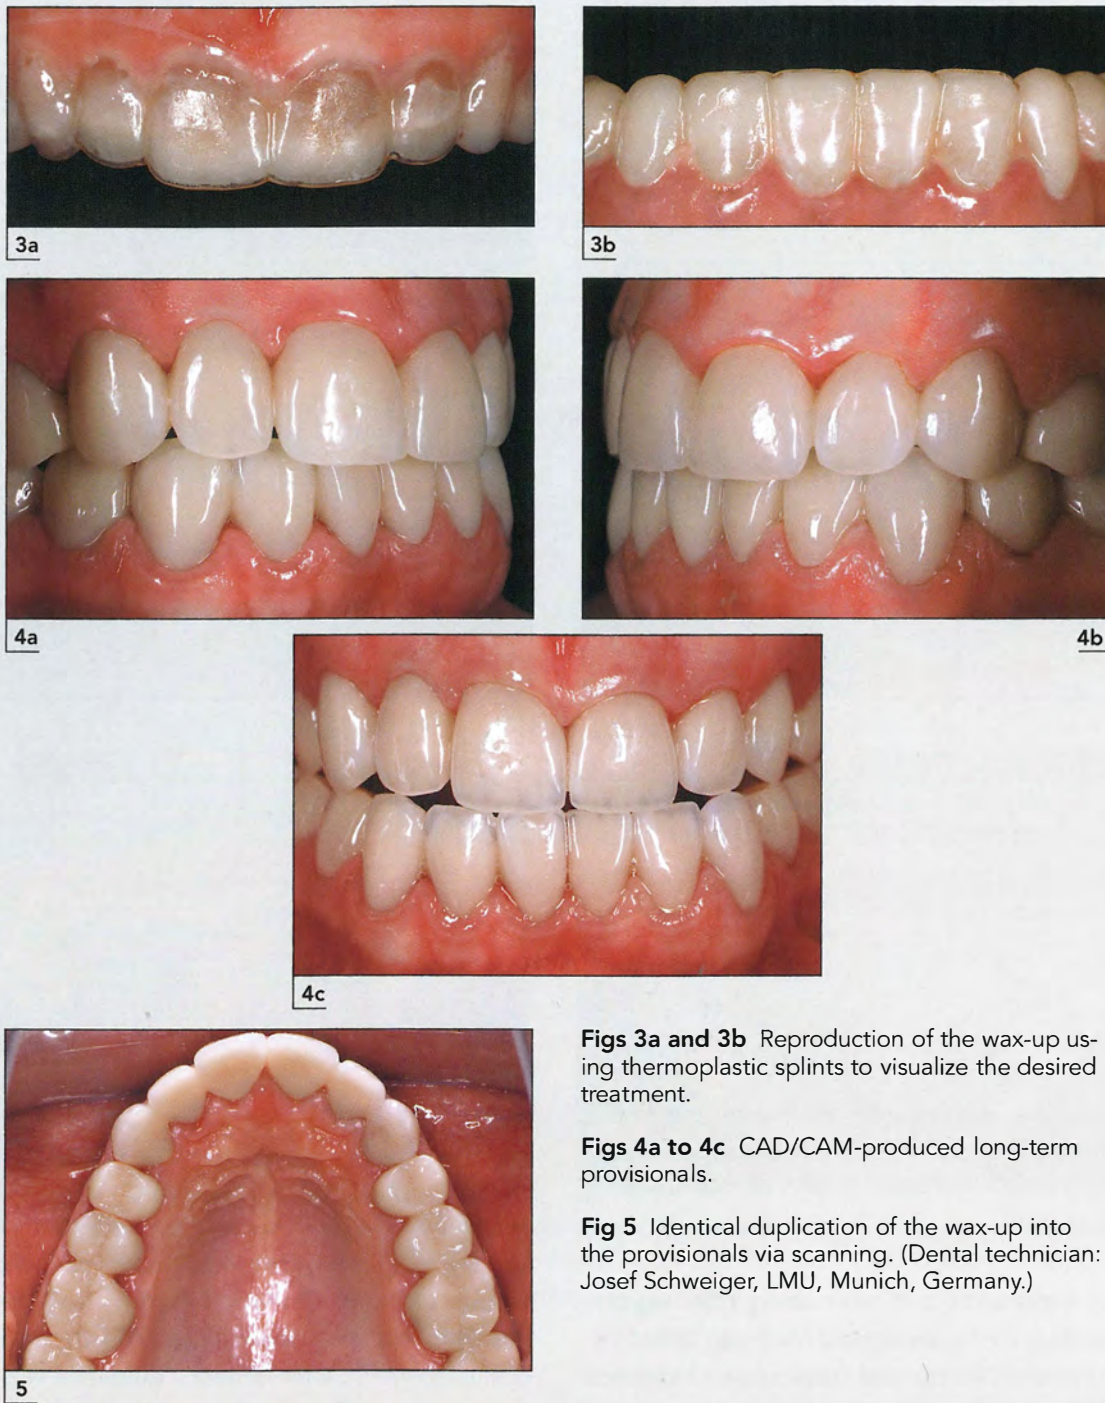 3a
3b
4a
4b
4c
Figs 3a and 3b Reproduction of the wax-up us-
ing thermoplastic splints to visualize the desired
treatment.
Figs 4a to 4c CAD/CAM-produced long-term
provisionals.
Fig 5 Identical duplication of the wax-up into
the provisionals via scanning. (Dental technician:
Josef Schweiger, LMU, Munich, Germany.)
5